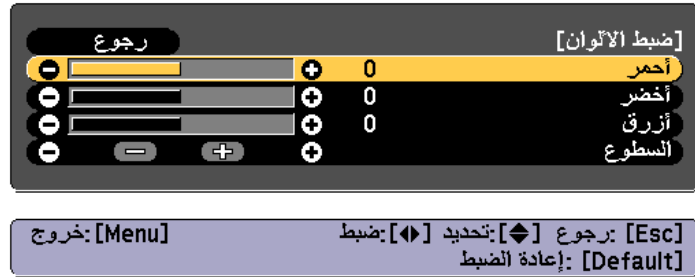 [ضبط الألوان]
رجوع
أحمر 0
أخضر 0
أزرق 0
السطوع
[Esc] :رجوع [◆]:تحديد [◀▶]:ضبط [Menu]:خروج
[Default] :إعادة الضبط